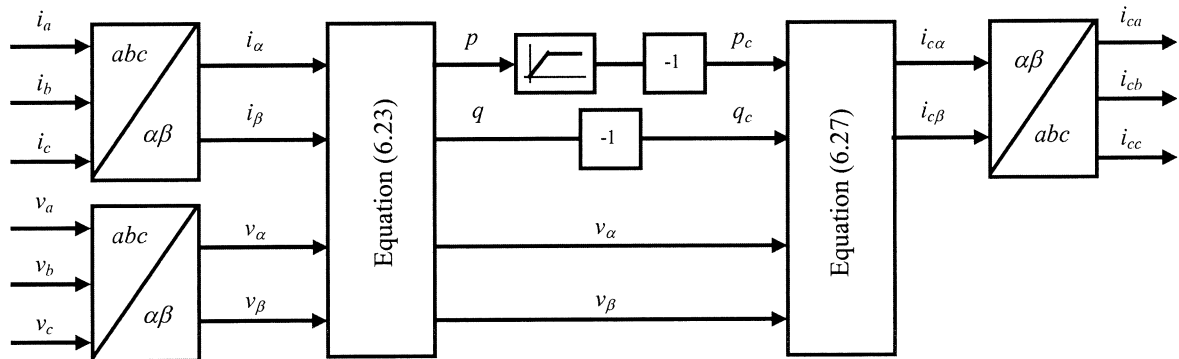 i_a
i_b
i_c
abc
αβ
v_a
v_b
v_c
abc
αβ
i_α
i_β
v_α
v_β
Equation (6.23)
p
-1
p_c
q
-1
q_c
v_α
v_β
Equation (6.27)
i_cα
i_cβ
αβ
abc
i_ca
i_cb
i_cc